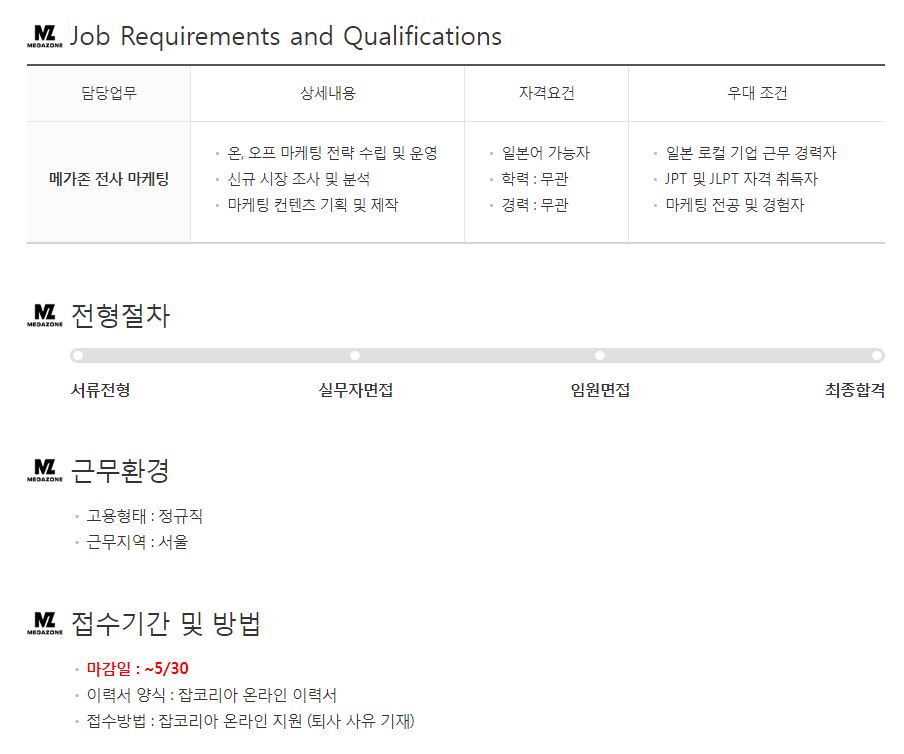 MZ MEGAZONE Job Requirements and Qualifications
담당업무 상세내용 자격요건 우대 조건
메가존 전사 마케팅
· 온, 오프 마케팅 전략 수립 및 운영
· 신규 시장 조사 및 분석
· 마케팅 컨텐츠 기획 및 제작
· 일본어 가능자
· 학력 : 무관
· 경력 : 무관
· 일본 로컬 기업 근무 경력자
· JPT 및 JLPT 자격 취득자
· 마케팅 전공 및 경험자
MZ MEGAZONE 전형절차
서류전형 실무자면접 임원면접 최종합격
MZ MEGAZONE 근무환경
· 고용형태 : 정규직
· 근무지역 : 서울
MZ MEGAZONE 접수기간 및 방법
· 마감일 : ~5/30
· 이력서 양식 : 잡코리아 온라인 이력서
· 접수방법 : 잡코리아 온라인 지원 (퇴사 사유 기재)